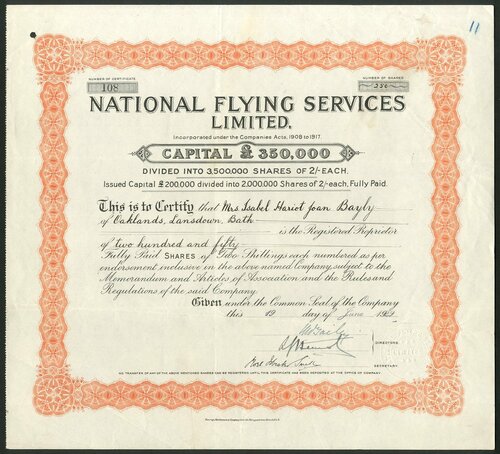 11
NUMBER OF CERTIFICATE
108
NUMBER OF SHARES
250
NATIONAL FLYING SERVICES
LIMITED.
Incorporated under the Companies Acts, 1908 to 1917.
CAPITAL £350,000
DIVIDED INTO 3,500,000 SHARES OF 2/- EACH.
Issued Capital £200,000 divided into 2,000,000 Shares of 2/- each, Fully Paid.
This is to Certify that Mrs Isabel Hariot Joan Bayly
of Oaklands, Lansdown, Bath
is the Registered Proprietor
of two hundred and fifty
Fully Paid SHARES of Two Shillings each numbered as per
endorsement inclusive in the above named Company, subject to the
Memorandum and Articles of Association and the Rules and
Regulations of the said Company.
Given under the Common Seal of the Company
this 19 day of June 19
DIRECTORS.
SECRETARY.
NO TRANSFER OF ANY OF THE ABOVE MENTIONED SHARES CAN BE REGISTERED UNTIL THIS CERTIFICATE HAS BEEN DEPOSITED AT THE OFFICE OF THE COMPANY.